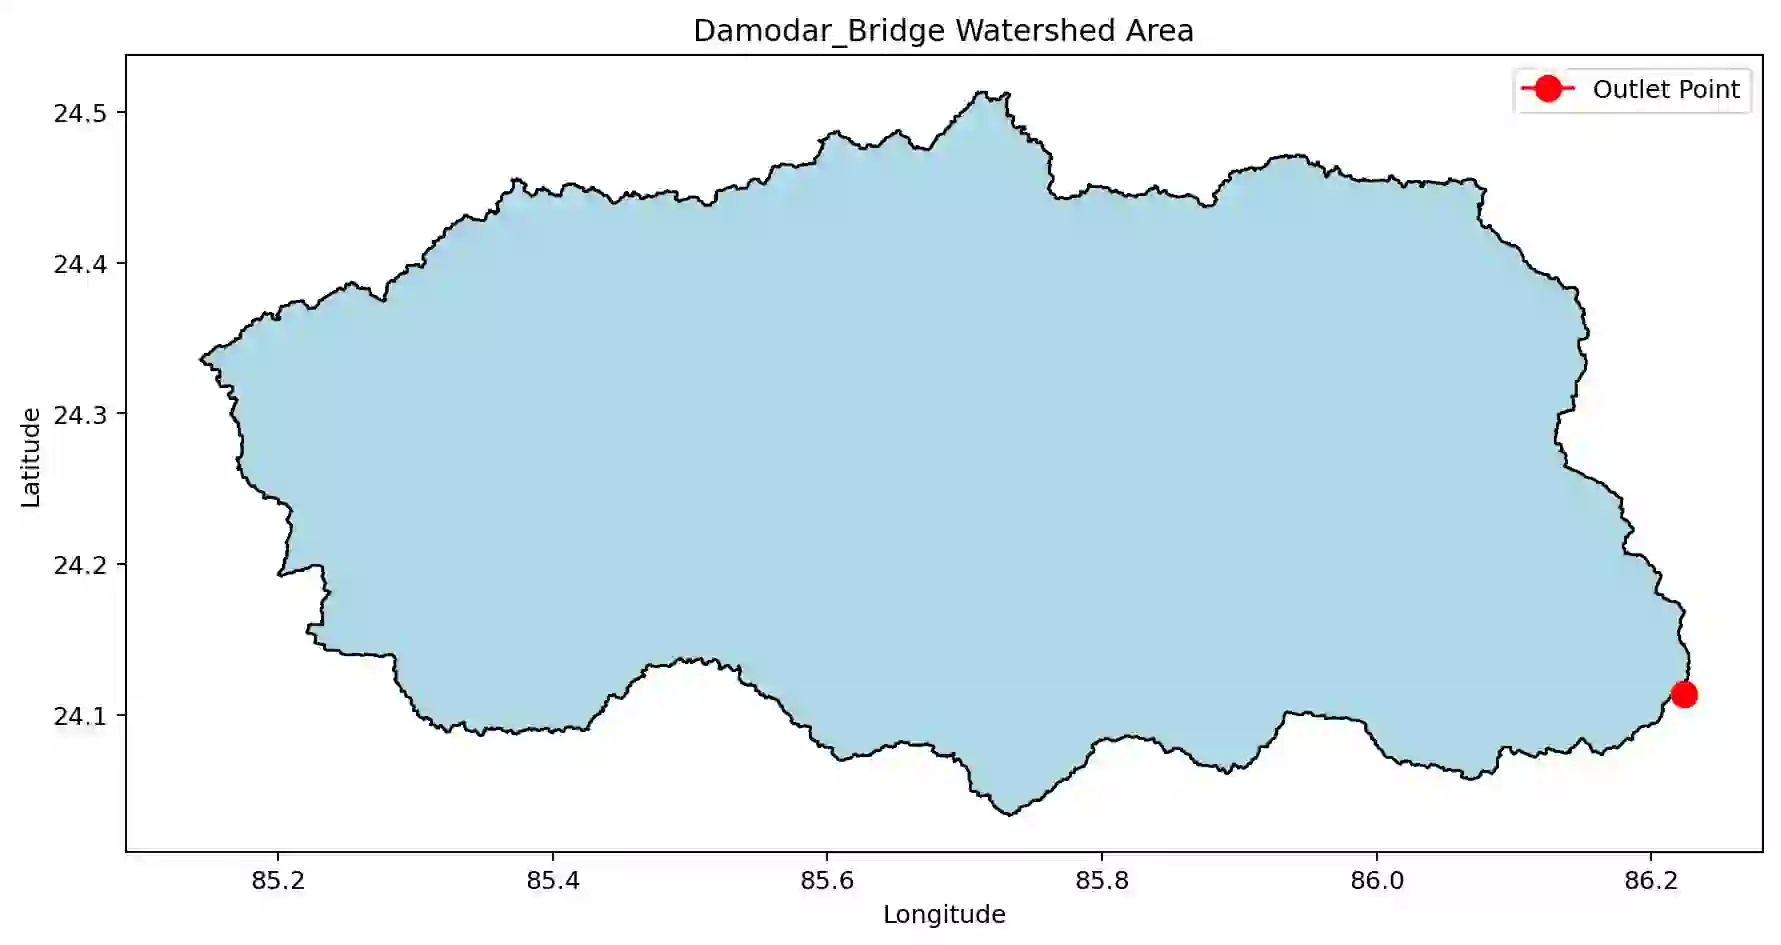 Damodar_Bridge Watershed Area
Outlet Point
24.5
24.4
24.3
24.2
24.1
Latitude
85.2 85.4 85.6 85.8 86.0 86.2
Longitude